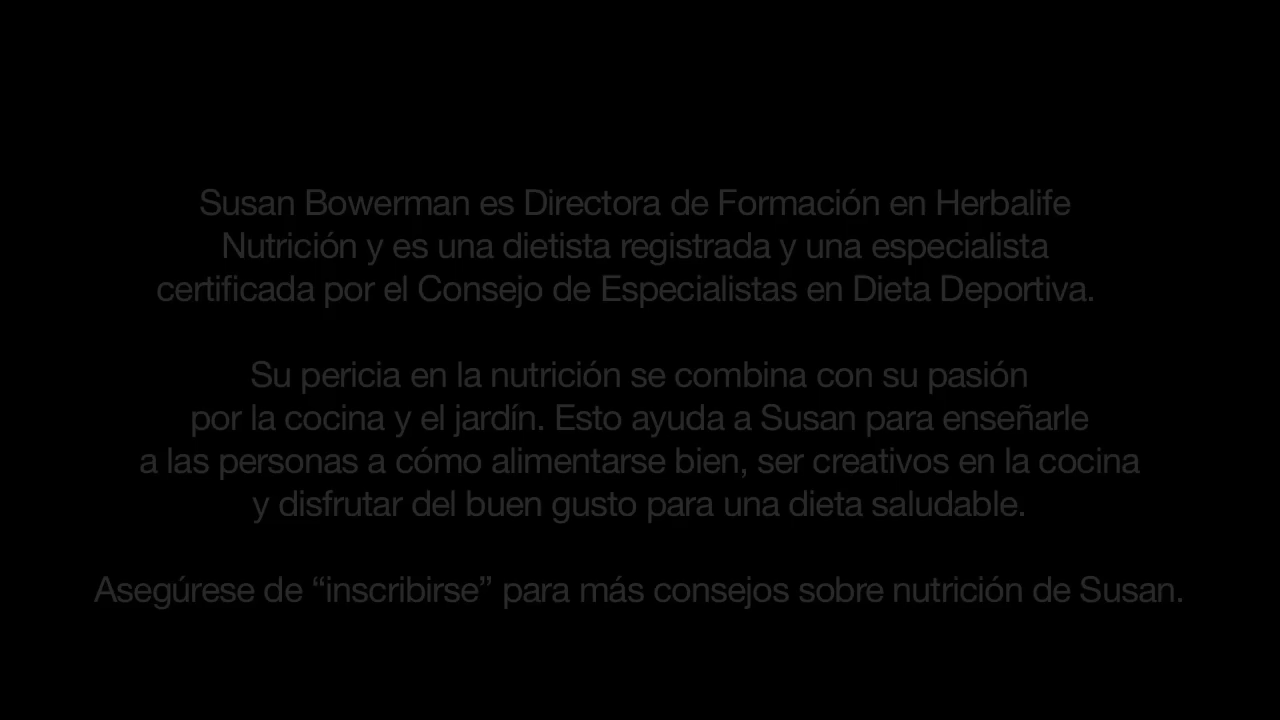 Susan Bowerman es Directora de Formación en Herbalife
Nutrición y es una dietista registrada y una especialista
certificada por el Consejo de Especialistas en Dieta Deportiva.
Su pericia en la nutrición se combina con su pasión
por la cocina y el jardín. Esto ayuda a Susan para enseñarle
a las personas a cómo alimentarse bien, ser creativos en la cocina
y disfrutar del buen gusto para una dieta saludable.
Asegúrese de “inscribirse” para más consejos sobre nutrición de Susan.